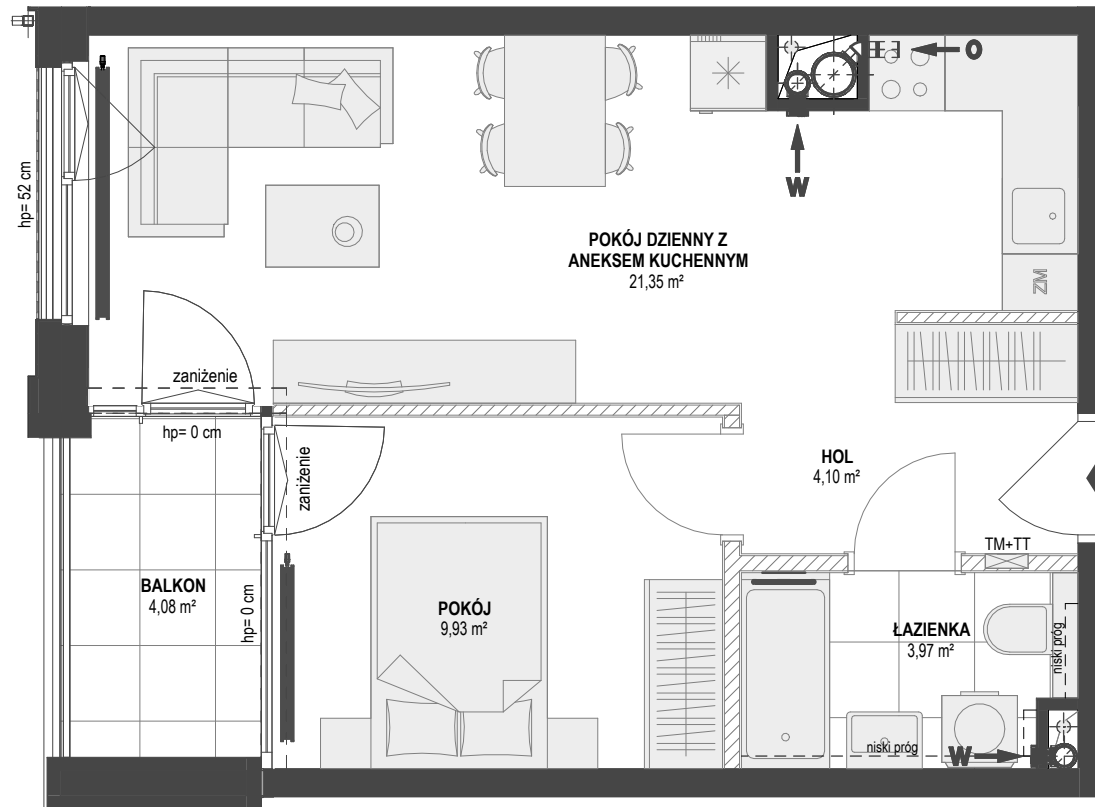 O
W
hp= 52 cm
POKÓJ DZIENNY Z
ANEKSEM KUCHENNYM
21,35 m²
ZM
zaniżenie
hp= 0 cm
zaniżenie
HOL
4,10 m²
TM+TT
BALKON
4,08 m²
hp= 0 cm
POKÓJ
9,93 m²
ŁAZIENKA
3,97 m²
niski próg
niski próg
W